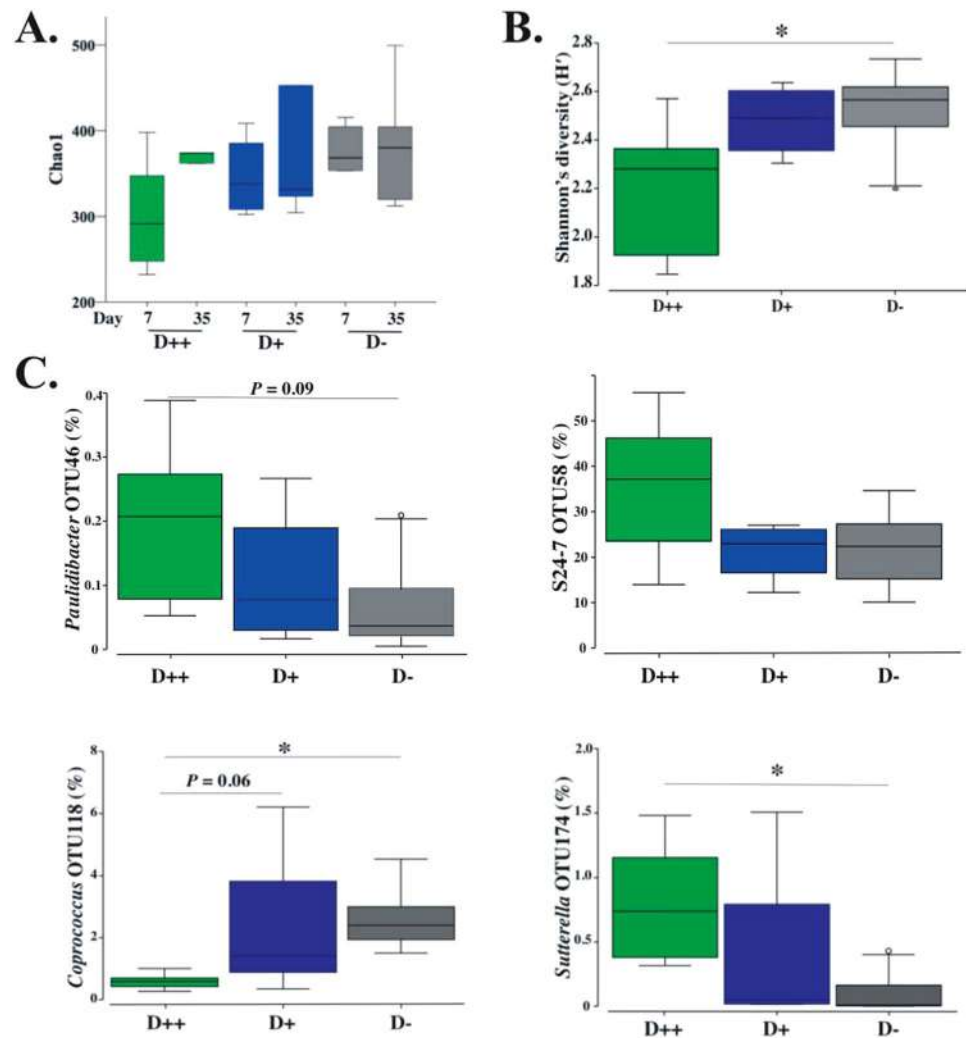 A.
500
400
300
200
Chao1
Day 7 35 7 35 7 35
D++ D+ D-
B.
*
2.8
2.6
2.4
2.2
2.0
1.8
Shannon's diversity (H')
D++ D+ D-
C.
P = 0.09
0.4
0.3
0.2
0.1
0
Paulidibacter OTU46 (%)
D++ D+ D-
50
40
30
20
10
0
S24-7 OTU58 (%)
D++ D+ D-
*
P = 0.06
8
6
4
2
0
Coprococcus OTU118 (%)
D++ D+ D-
*
2.0
1.5
1.0
0.5
0
Sutterella OTU174 (%)
D++ D+ D-